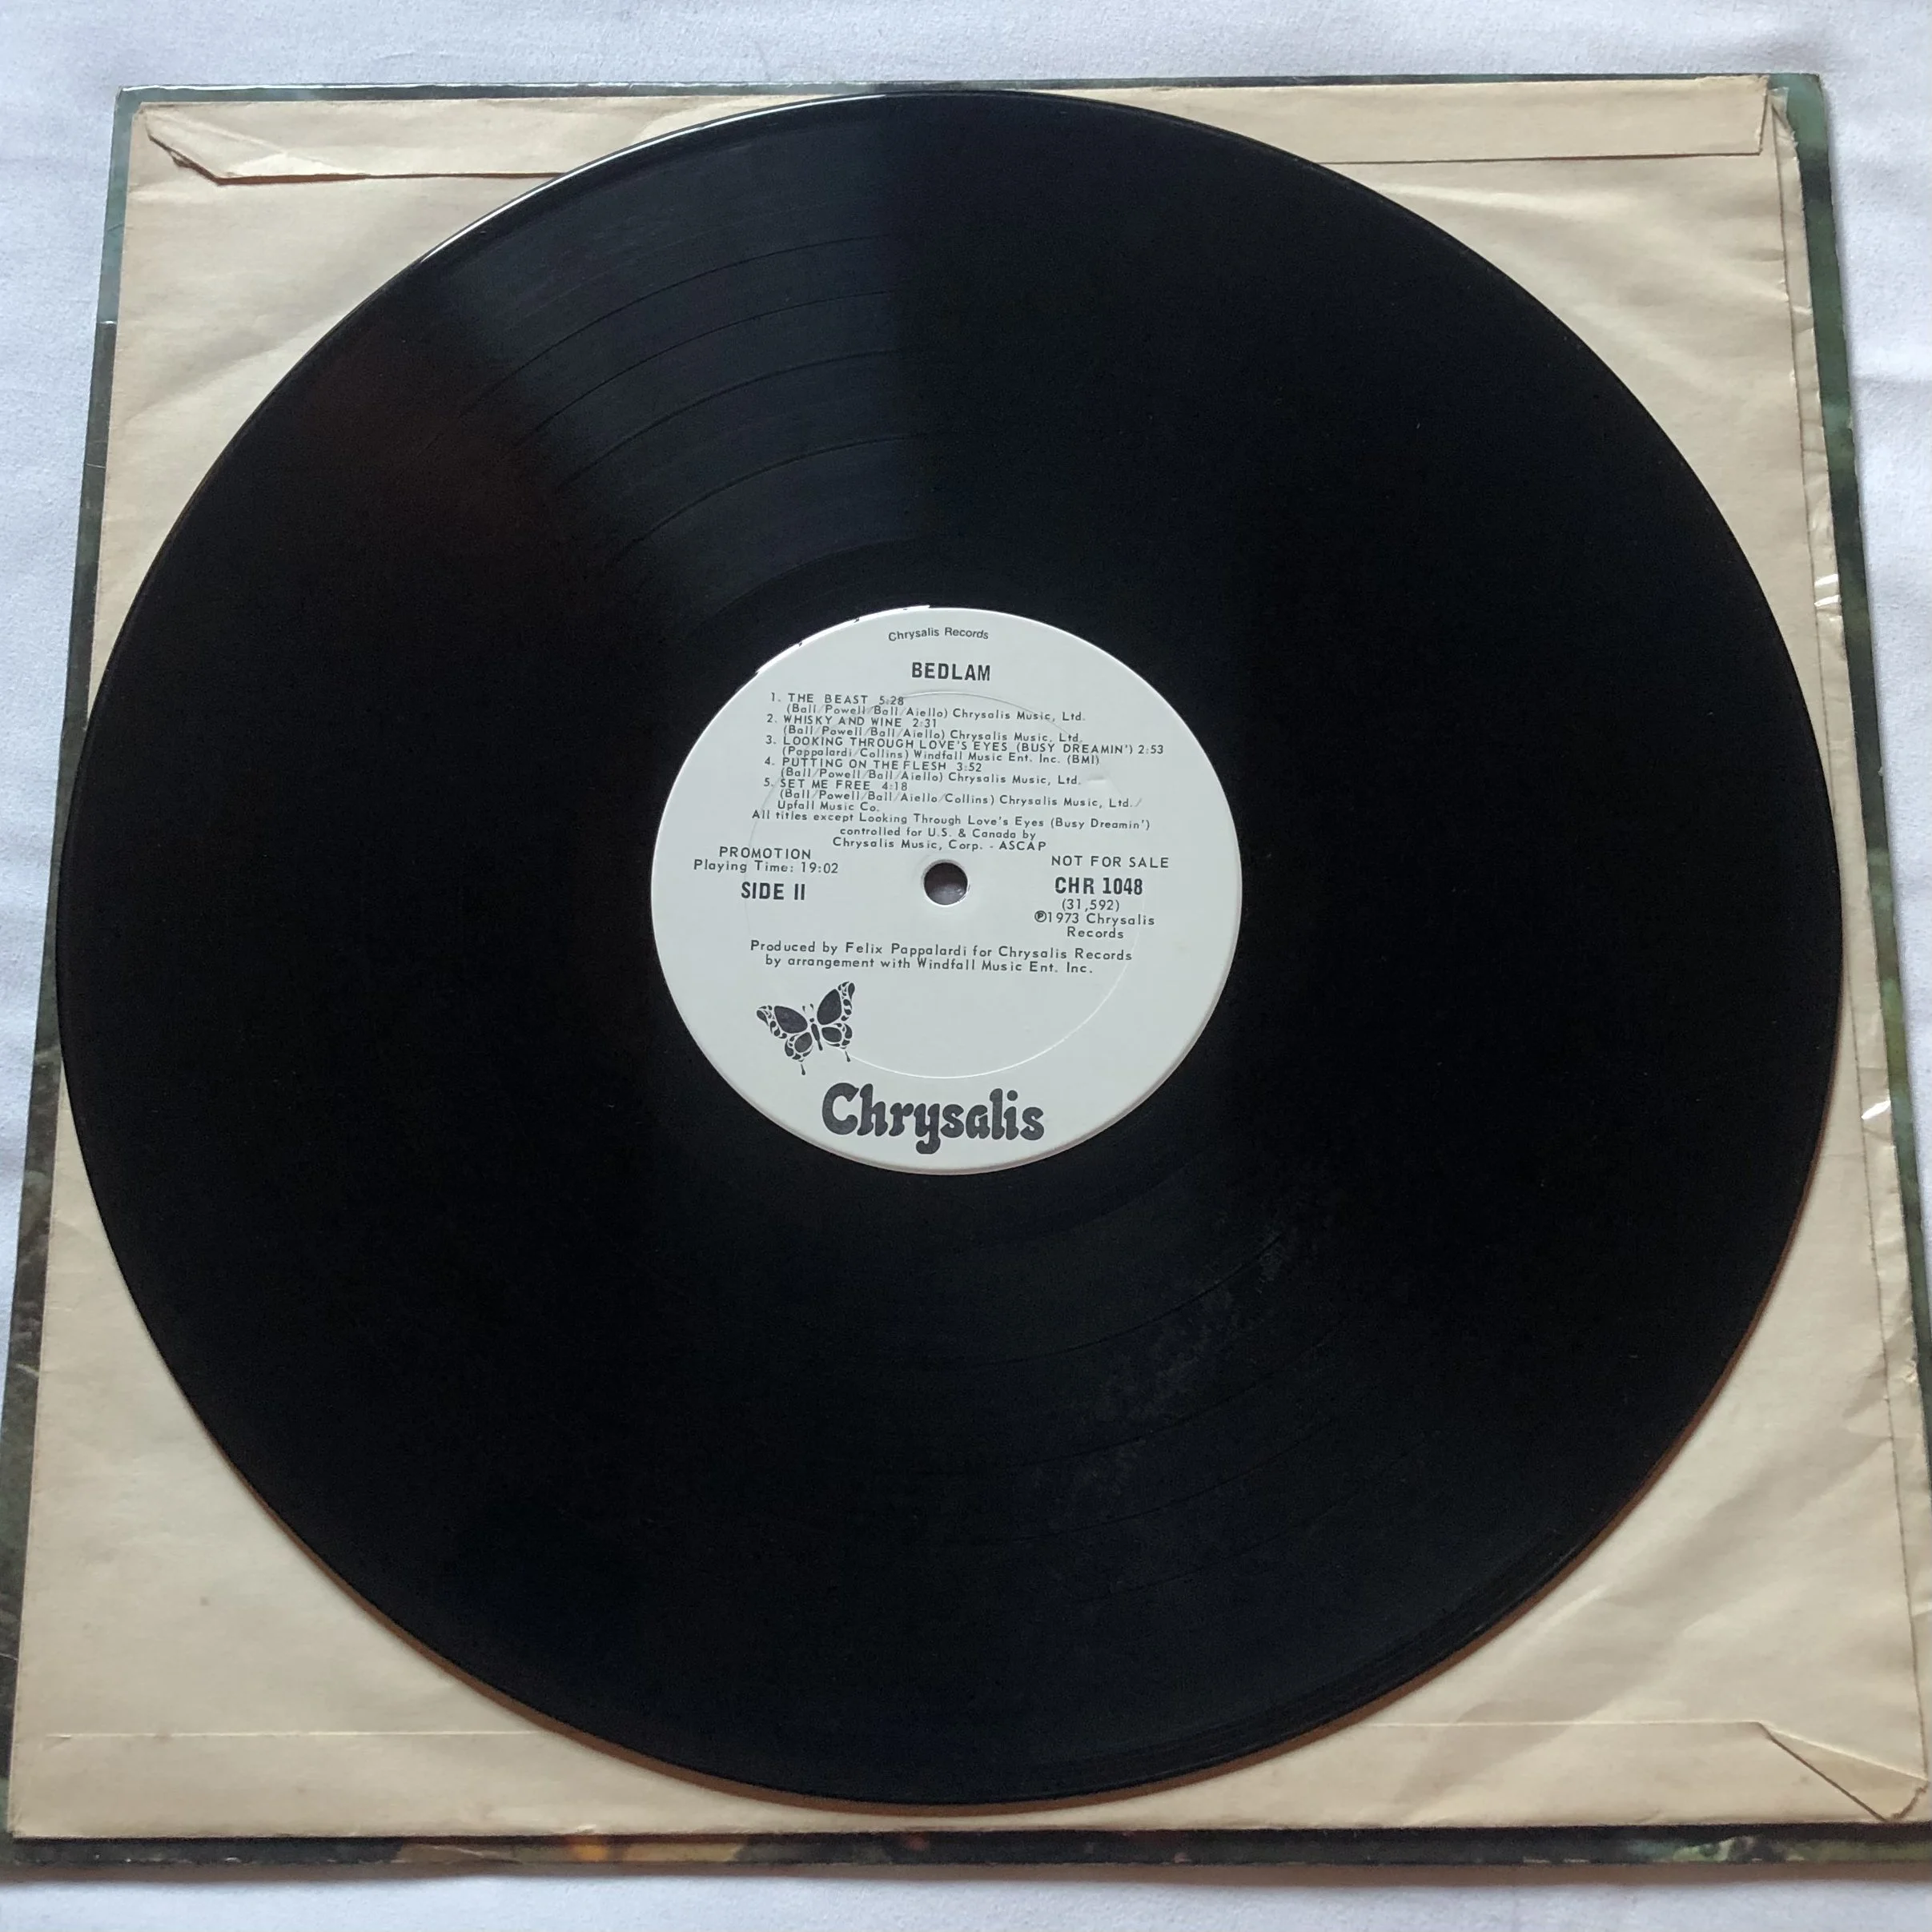 Chrysalis Records
BEDLAM
1. THE BEAST 5:28
(Ball/Powell/Ball/Aiello) Chrysalis Music, Ltd.
2. WHISKY AND WINE 2:31
(Ball/Powell/Ball/Aiello) Chrysalis Music, Ltd.
3. LOOKING THROUGH LOVE'S EYES (BUSY DREAMIN') 2:53
(Pappalardi/Collins) Windfall Music Ent. Inc. (BMI)
4. PUTTING ON THE FLESH 3:52
(Ball/Powell/Ball/Aiello) Chrysalis Music, Ltd.
5. SET ME FREE 4:18
(Ball/Powell/Ball/Aiello/Collins) Chrysalis Music, Ltd./
Upfall Music Co.
All titles except Looking Through Love's Eyes (Busy Dreamin')
controlled for U.S. & Canada by
Chrysalis Music, Corp. - ASCAP
PROMOTION
Playing Time: 19:02
SIDE II
NOT FOR SALE
CHR 1048
(31,592)
℗1973 Chrysalis
Records
Produced by Felix Pappalardi for Chrysalis Records
by arrangement with Windfall Music Ent. Inc.
Chrysalis